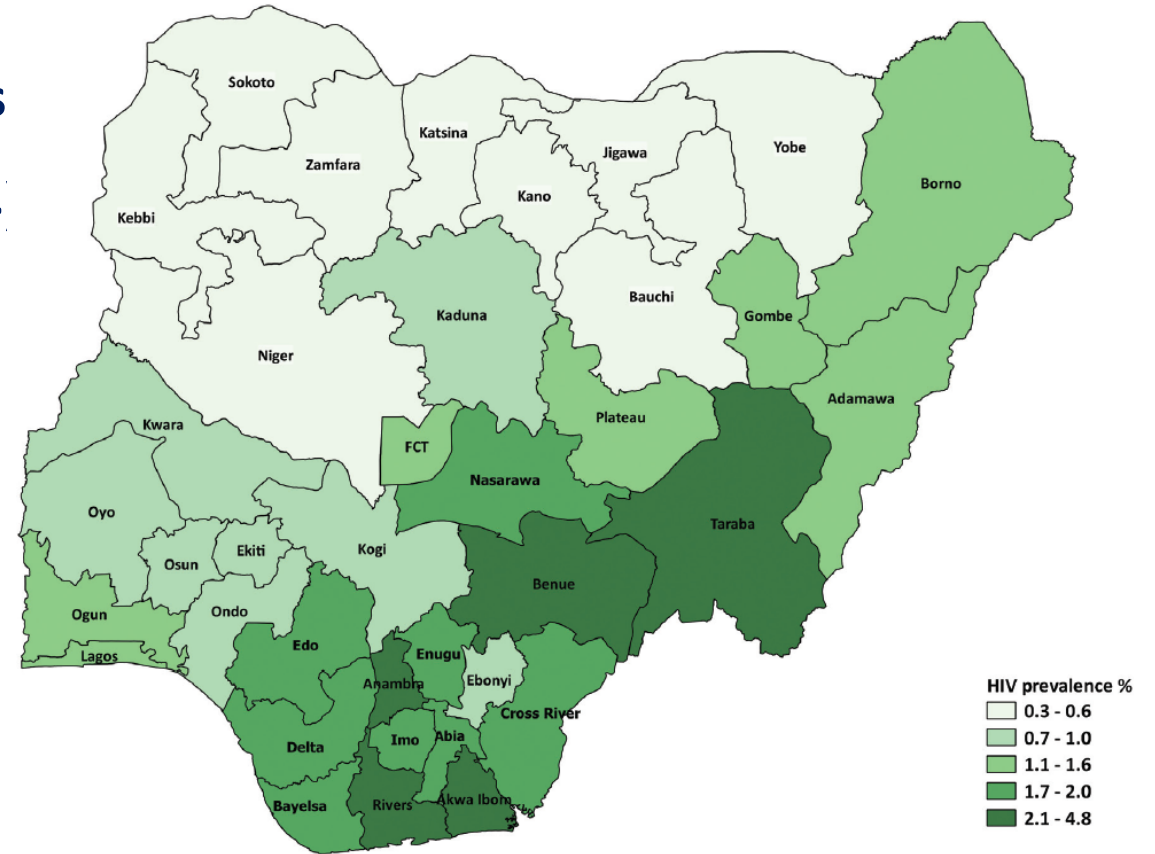 s
Sokoto
Katsina
Zamfara
Jigawa
Yobe
Kano
Borno
Kebbi
Bauchi
Kaduna
Gombe
Niger
Adamawa
Plateau
Kwara
FCT
Nasarawa
Oyo
Taraba
Kogi
Ekiti
Osun
Benue
Ogun
Ondo
Edo
Enugu
Lagos
Ebonyi
Anambra
Cross River
Abia
Imo
Delta
Akwa Ibom
Rivers
Bayelsa
HIV prevalence %
0.3 - 0.6
0.7 - 1.0
1.1 - 1.6
1.7 - 2.0
2.1 - 4.8